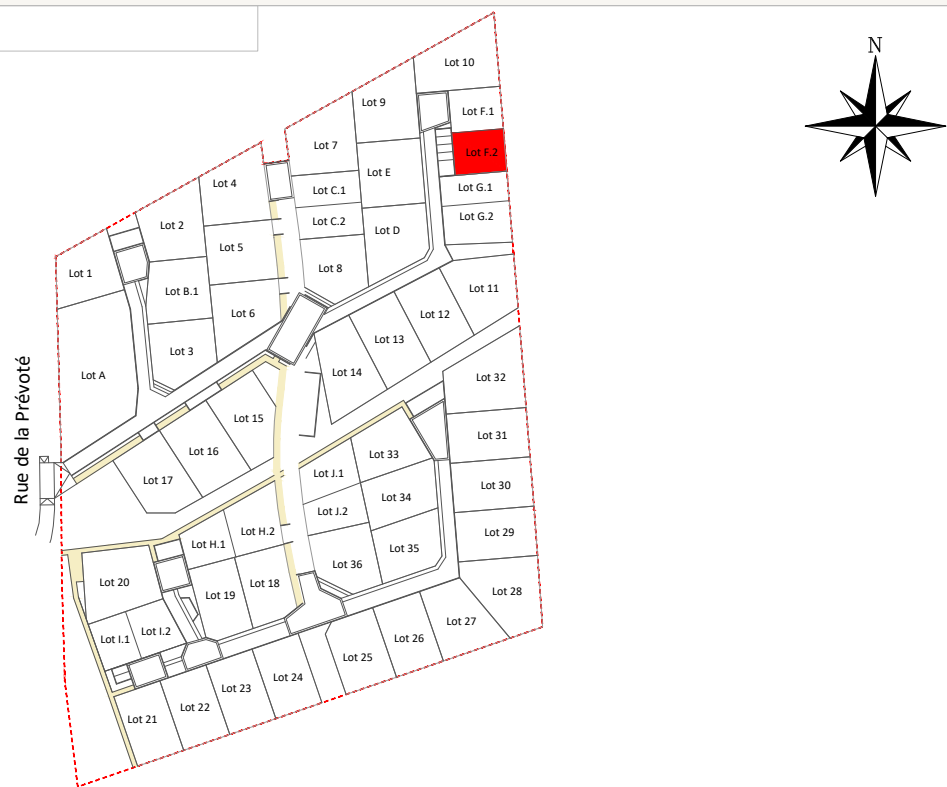 N
Lot 10
Lot 9
Lot F.1
Lot 7
Lot F.2
Lot E
Lot 4
Lot C.1
Lot G.1
Lot 2
Lot C.2
Lot G.2
Lot D
Lot 5
Lot 1
Lot 8
Lot B.1
Lot 11
Lot 6
Lot 12
Lot 13
Lot 3
Lot A
Lot 14
Lot 32
Rue de la Prévoté
Lot 15
Lot 31
Lot 16
Lot 33
Lot 17
Lot J.1
Lot 30
Lot 34
Lot J.2
Lot H.2
Lot 29
Lot H.1
Lot 35
Lot 36
Lot 20
Lot 18
Lot 28
Lot 19
Lot 27
Lot I.2
Lot I.1
Lot 26
Lot 25
Lot 24
Lot 23
Lot 22
Lot 21